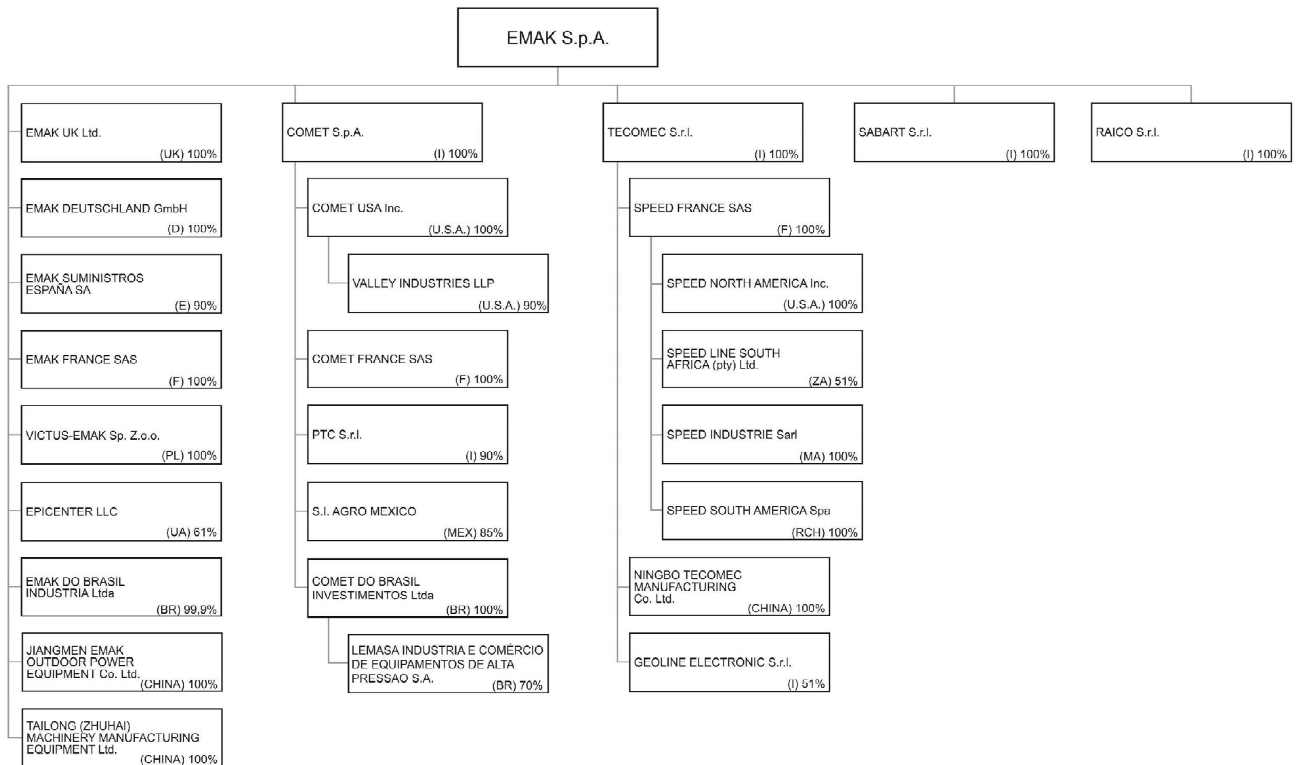 EMAK S.p.A.
EMAK UK Ltd.
(UK) 100%
EMAK DEUTSCHLAND GmbH
(D) 100%
EMAK SUMINISTROS
ESPAÑA SA
(E) 90%
EMAK FRANCE SAS
(F) 100%
VICTUS-EMAK Sp. Z.o.o.
(PL) 100%
EPICENTER LLC
(UA) 61%
EMAK DO BRASIL
INDUSTRIA Ltda
(BR) 99,9%
JIANGMEN EMAK
OUTDOOR POWER
EQUIPMENT Co. Ltd.
(CHINA) 100%
TAILONG (ZHUHAI)
MACHINERY MANUFACTURING
EQUIPMENT Ltd.
(CHINA) 100%
COMET S.p.A.
(I) 100%
COMET USA Inc.
(U.S.A.) 100%
VALLEY INDUSTRIES LLP
(U.S.A.) 90%
COMET FRANCE SAS
(F) 100%
PTC S.r.l.
(I) 90%
S.I. AGRO MEXICO
(MEX) 85%
COMET DO BRASIL
INVESTIMENTOS Ltda
(BR) 100%
LEMASA INDUSTRIA E COMÉRCIO
DE EQUIPAMENTOS DE ALTA
PRESSAO S.A.
(BR) 70%
TECOMEC S.r.l.
(I) 100%
SPEED FRANCE SAS
(F) 100%
SPEED NORTH AMERICA Inc.
(U.S.A.) 100%
SPEED LINE SOUTH
AFRICA (pty) Ltd.
(ZA) 51%
SPEED INDUSTRIE Sarl
(MA) 100%
SPEED SOUTH AMERICA Spa
(RCH) 100%
NINGBO TECOMEC
MANUFACTURING
Co. Ltd.
(CHINA) 100%
GEOLINE ELECTRONIC S.r.l.
(I) 51%
SABART S.r.l.
(I) 100%
RAICO S.r.l.
(I) 100%